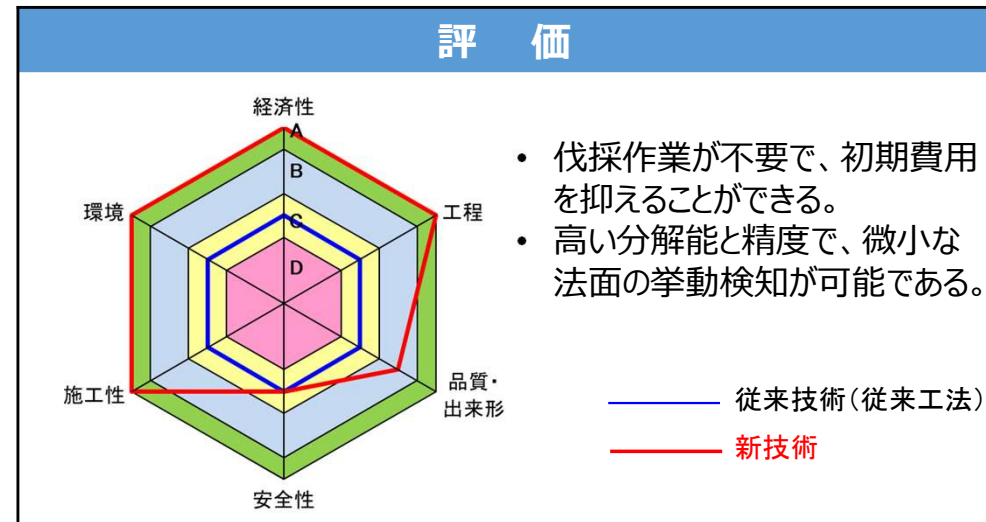 評 価
経済性
A
B
C
D
環境
工程
施工性
品質・
出来形
安全性
• 伐採作業が不要で、初期費用
を抑えることができる。
• 高い分解能と精度で、微小な
法面の挙動検知が可能である。
従来技術(従来工法)
新技術